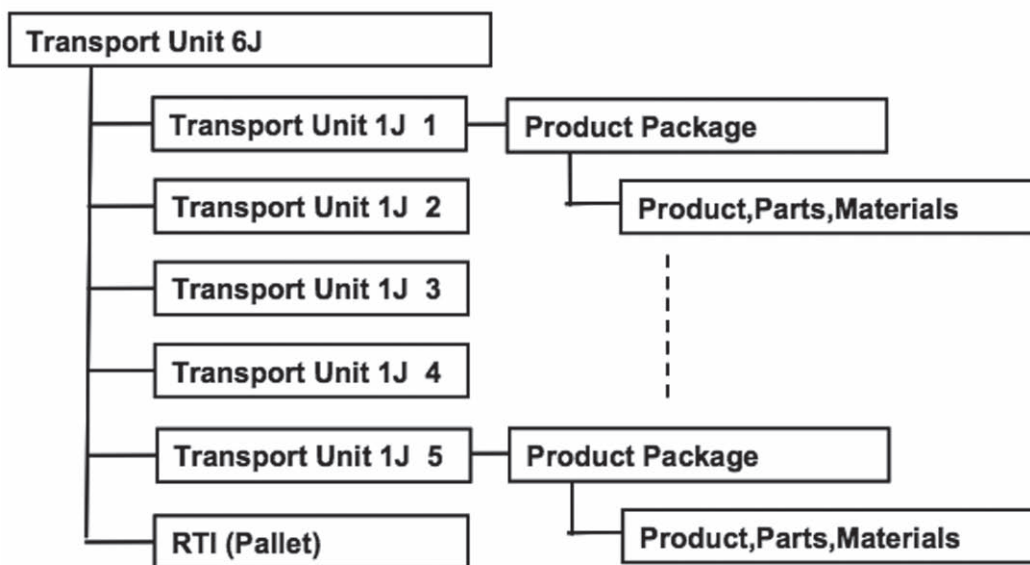 Transport Unit 6J
Transport Unit 1J 1
Product Package
Transport Unit 1J 2
Product,Parts,Materials
Transport Unit 1J 3
Transport Unit 1J 4
Transport Unit 1J 5
Product Package
RTI (Pallet)
Product,Parts,Materials